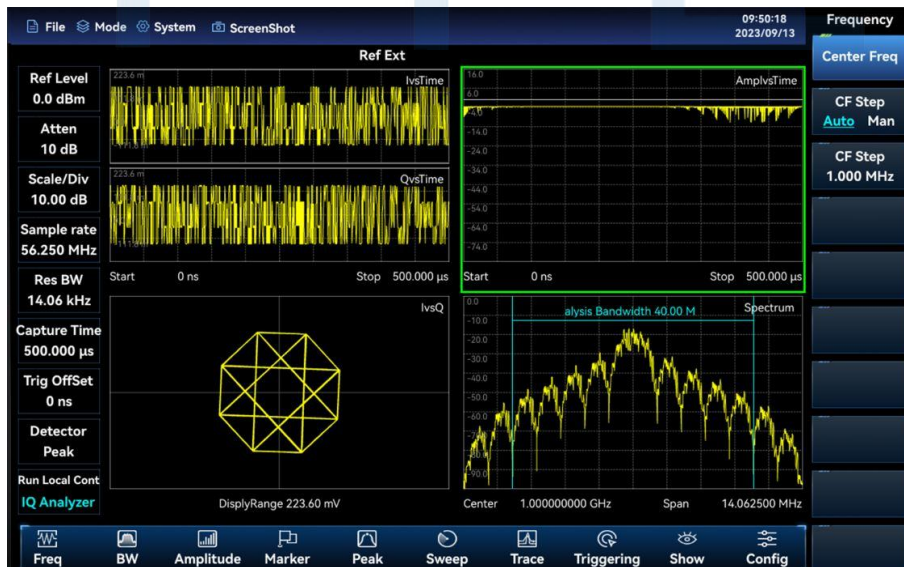 File Mode System ScreenShot
09:50:18
2023/09/13
Frequency
Ref Ext
Center Freq
CF Step
Auto Man
CF Step
1.000 MHz
Ref Level
0.0 dBm
Atten
10 dB
Scale/Div
10.00 dB
Sample rate
56.250 MHz
Res BW
14.06 kHz
Capture Time
500.000 µs
Trig OffSet
0 ns
Detector
Peak
Run Local Cont
IQ Analyzer
223.6 m
IvsTime
223.6 m
QvsTime
Start 0 ns Stop 500.000 µs
16.0
AmplvsTime
6.0
-4.0
-14.0
-24.0
-34.0
-44.0
-54.0
-64.0
-74.0
Start 0 ns Stop 500.000 µs
IvsQ
DisplyRange 223.60 mV
0.0
alysis Bandwidth 40.00 M
Spectrum
-10.0
-20.0
-30.0
-40.0
-50.0
-60.0
-90.0
Center 1.000000000 GHz Span 14.062500 MHz
Freq BW Amplitude Marker Peak Sweep Trace Triggering Show Config